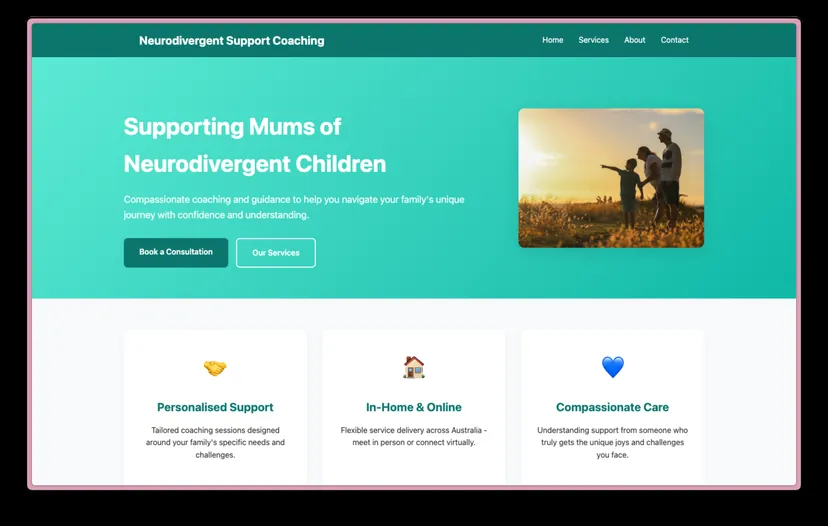 Neurodivergent Support Coaching
Home Services About Contact
Supporting Mums of
Neurodivergent Children
Compassionate coaching and guidance to help you navigate your family's unique
journey with confidence and understanding.
Book a Consultation Our Services
Personalised Support
Tailored coaching sessions designed
around your family's specific needs and
challenges.
In-Home & Online
Flexible service delivery across Australia -
meet in person or connect virtually.
Compassionate Care
Understanding support from someone who
truly gets the unique joys and challenges
you face.